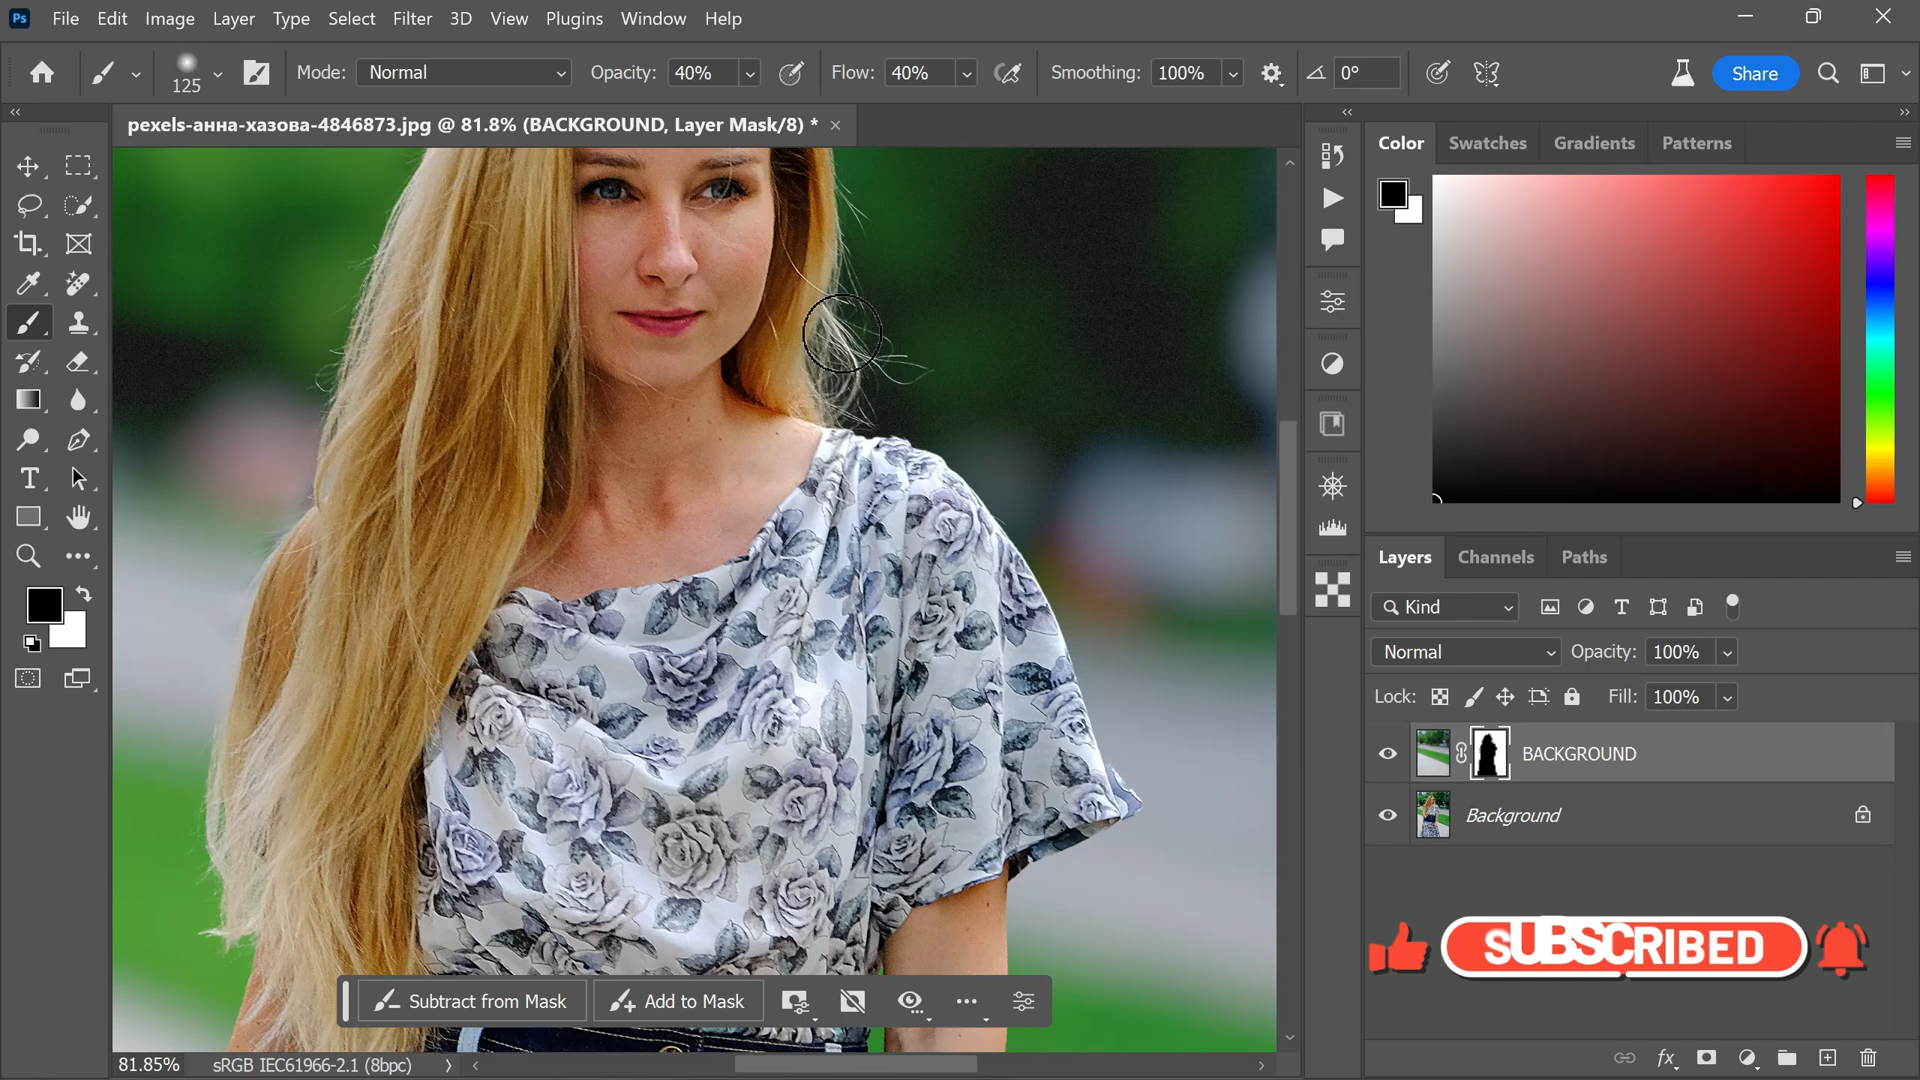 Ps File Edit Image Layer Type Select Filter 3D View Plugins Window Help
125 Mode: Normal Opacity: 40% Flow: 40% Smoothing: 100% 0° Share
pexels-анна-хазова-4846873.jpg @ 81.8% (BACKGROUND, Layer Mask/8) *
Color Swatches Gradients Patterns
Layers Channels Paths
Kind
Normal Opacity: 100%
Lock: Fill: 100%
BACKGROUND
Background
SUBSCRIBED
Subtract from Mask Add to Mask
81.85% sRGB IEC61966-2.1 (8bpc)
fx